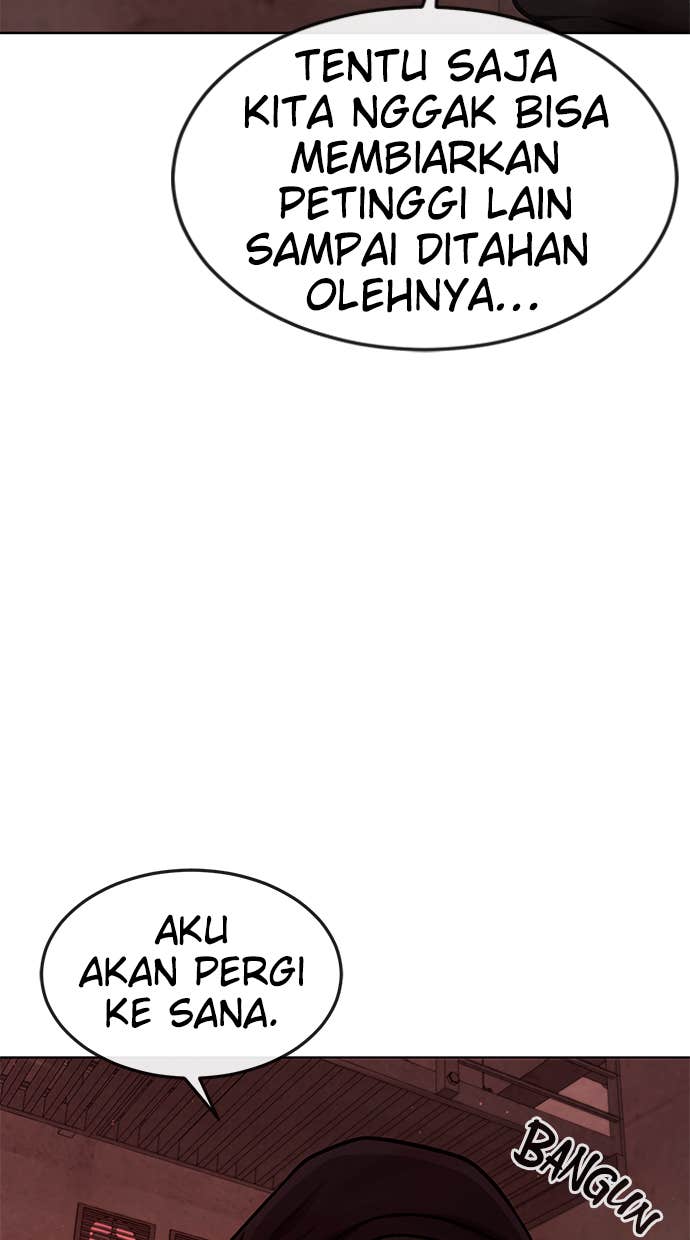 TENTU SAJA
KITA NGGAK BISA
MEMBIARKAN
PETINGGI LAIN
SAMPAI DITAHAN
OLEHNYA...
AKU
AKAN PERGI
KE SANA.
BANGUN